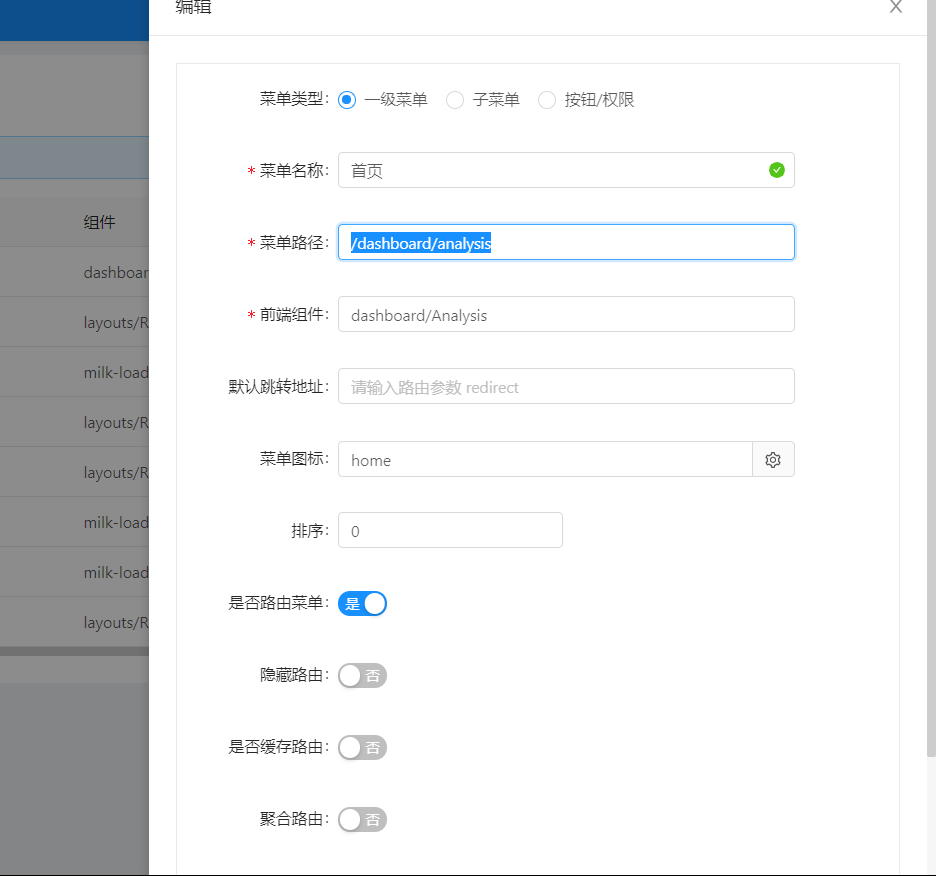 编辑
组件
dashboar
layouts/R
milk-load
layouts/R
layouts/R
milk-load
milk-load
layouts/R
菜单类型: 一级菜单 子菜单 按钮/权限
* 菜单名称: 首页
* 菜单路径: /dashboard/analysis
* 前端组件: dashboard/Analysis
默认跳转地址: 请输入路由参数 redirect
菜单图标: home
排序: 0
是否路由菜单: 是
隐藏路由: 否
是否缓存路由: 否
聚合路由: 否